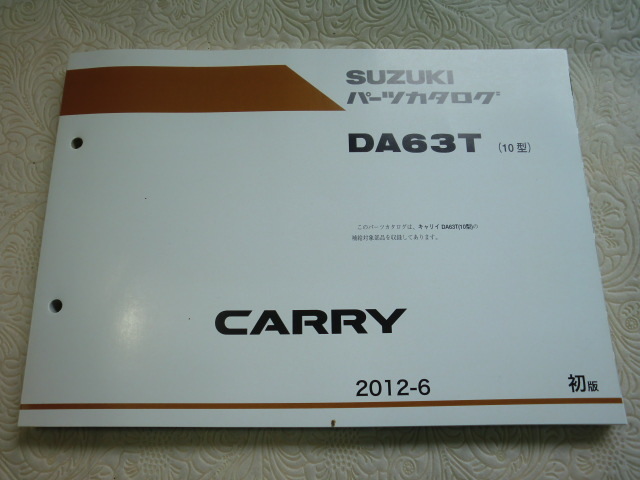 SUZUKI
パーツカタログ
DA63T (10型)
このパーツカタログは、キャリイ DA63T(10型)の
補給対象部品を収録してあります。
CARRY
2012-6
初版